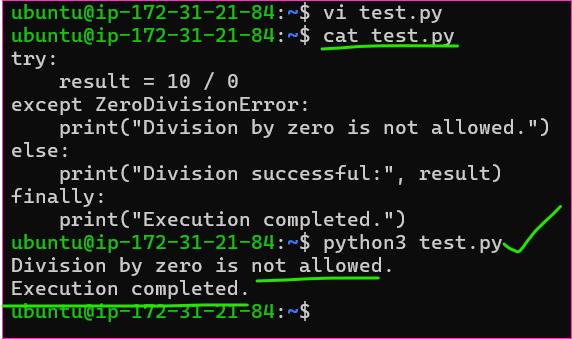 ubuntu@ip-172-31-21-84:~$ vi test.py
ubuntu@ip-172-31-21-84:~$ cat test.py
try:
    result = 10 / 0
except ZeroDivisionError:
    print("Division by zero is not allowed.")
else:
    print("Division successful:", result)
finally:
    print("Execution completed.")
ubuntu@ip-172-31-21-84:~$ python3 test.py
Division by zero is not allowed.
Execution completed.
ubuntu@ip-172-31-21-84:~$